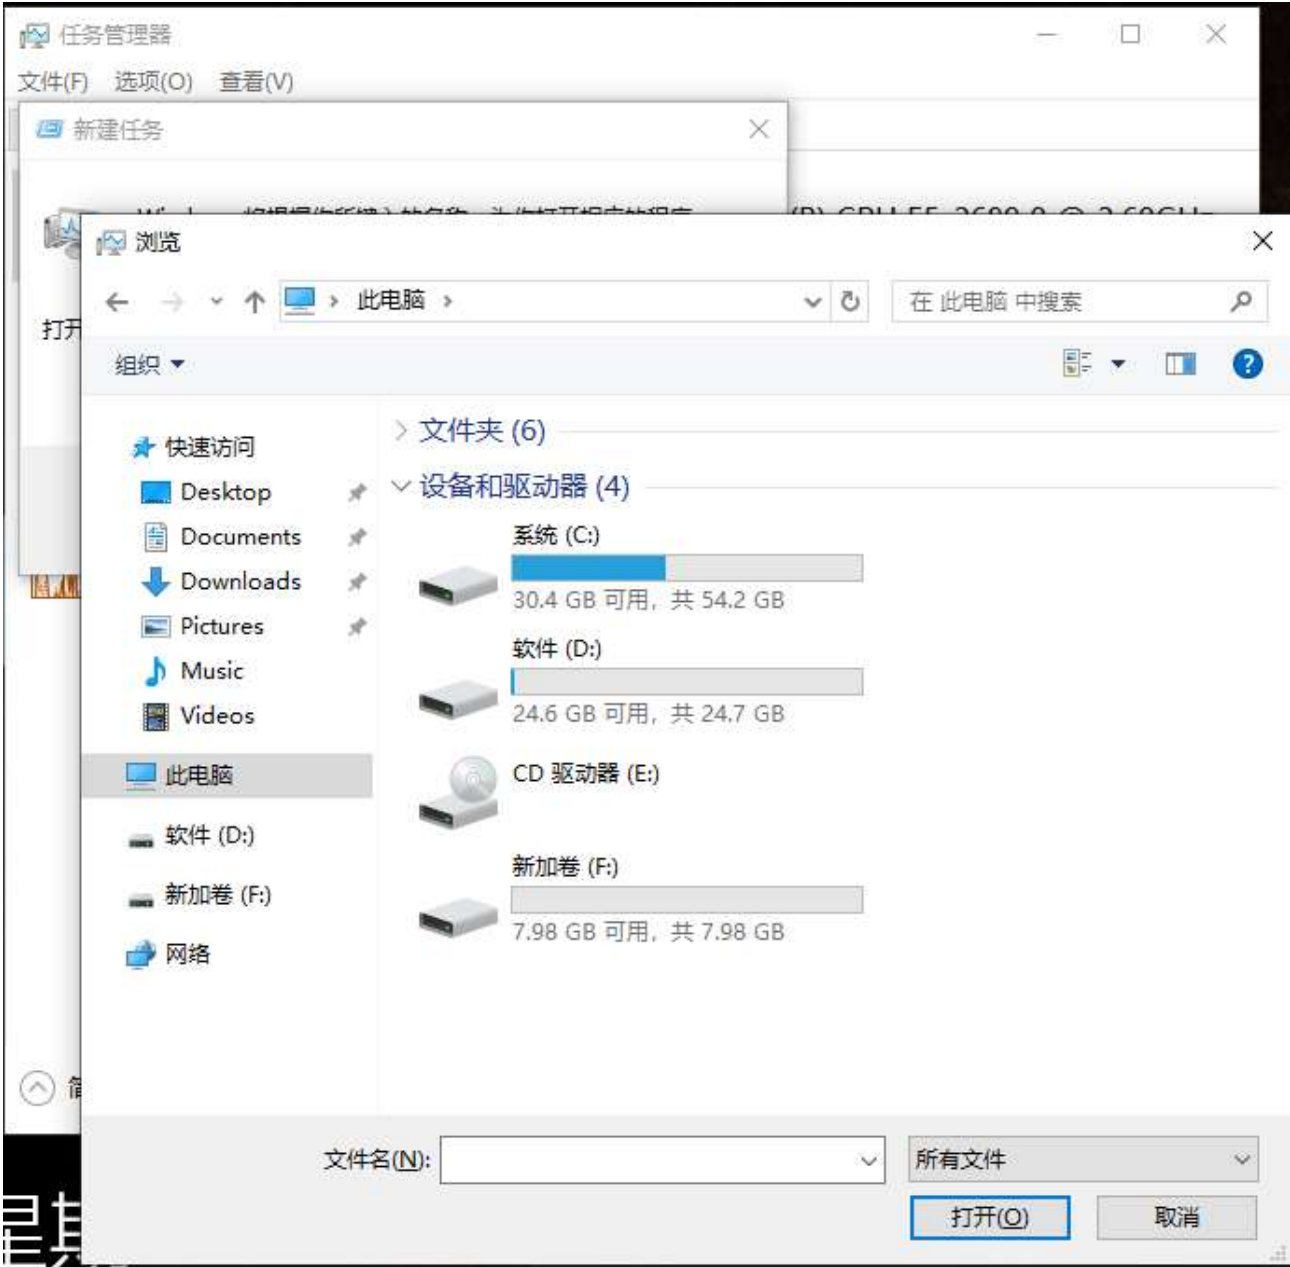 任务管理器
文件(F) 选项(O) 查看(V)
新建任务
浏览
此电脑
在 此电脑 中搜索
打开
组织
快速访问
Desktop
Documents
Downloads
Pictures
Music
Videos
此电脑
软件 (D:)
新加卷 (F:)
网络
文件夹 (6)
设备和驱动器 (4)
系统 (C:)
30.4 GB 可用, 共 54.2 GB
软件 (D:)
24.6 GB 可用, 共 24.7 GB
CD 驱动器 (E:)
新加卷 (F:)
7.98 GB 可用, 共 7.98 GB
文件名(N):
所有文件
打开(O)
取消